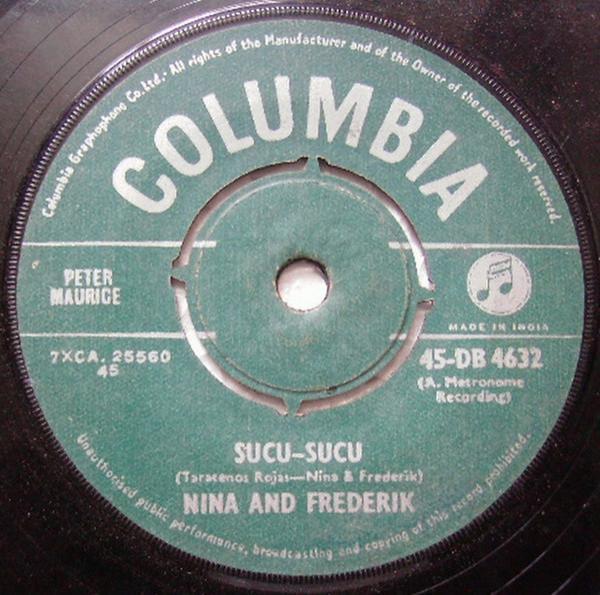 Columbia Graphophone Co. Ltd. · All rights of the Manufacturer and of the Owner of the recorded work reserved.
COLUMBIA
PETER
MAURICE
MADE IN INDIA
7XCA. 25560
45
45-DB 4632
(A. Metronome
Recording)
SUCU-SUCU
(Taratenos Rojas—Nina & Frederik)
NINA AND FREDERIK
Unauthorised public performance, broadcasting and copying of this record prohibited.